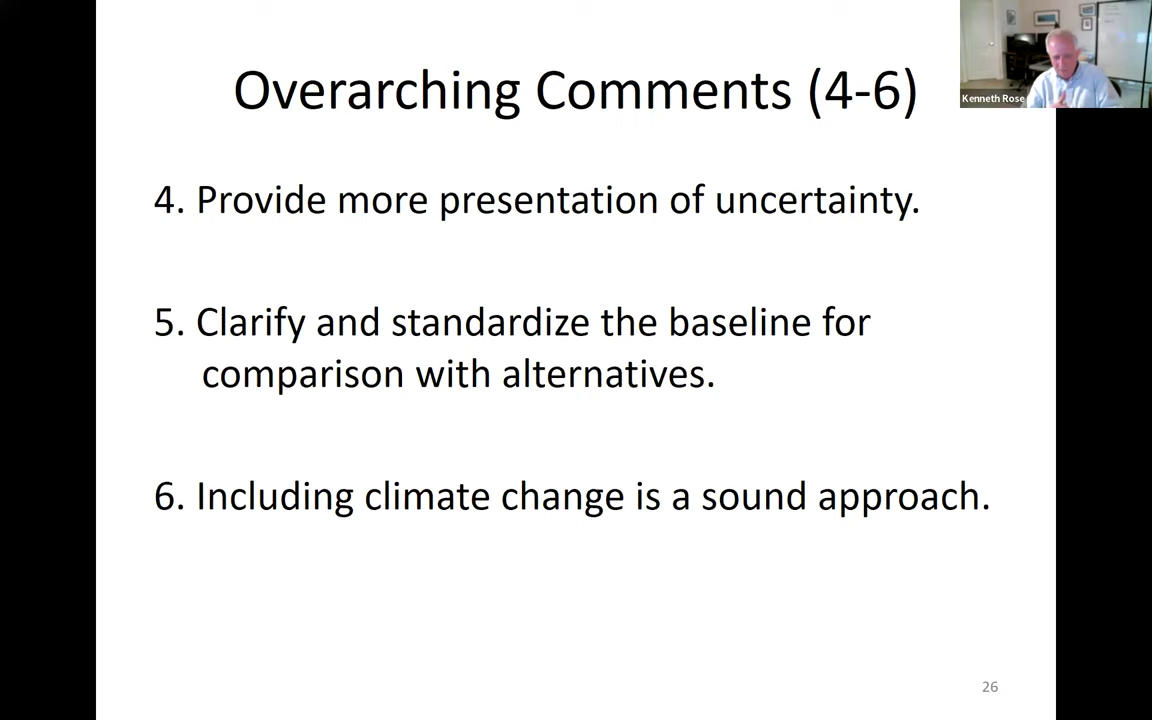 Overarching Comments (4-6)
Kenneth Rose
4. Provide more presentation of uncertainty.
5. Clarify and standardize the baseline for
comparison with alternatives.
6. Including climate change is a sound approach.
26